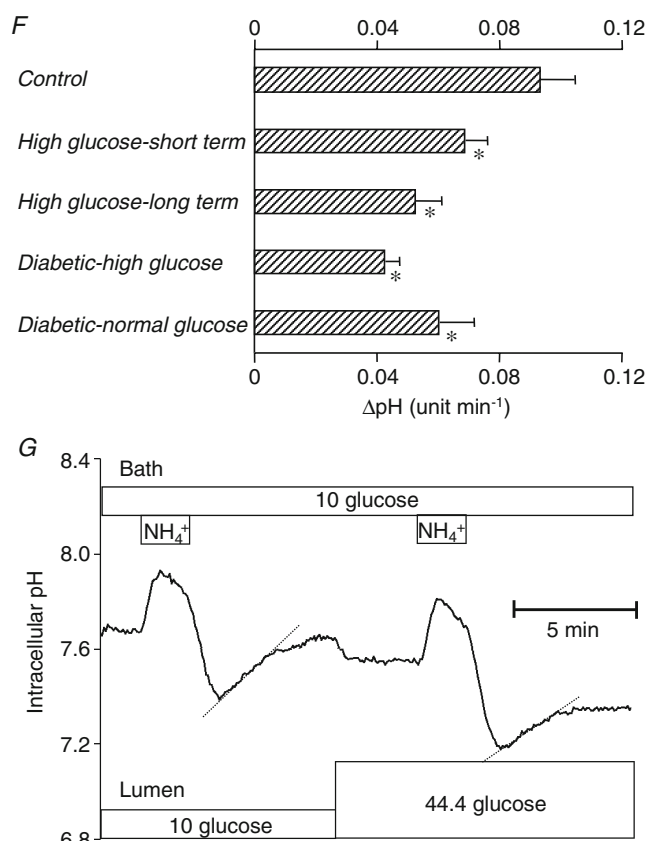 F
0 0.04 0.08 0.12
Control
High glucose-short term
*
High glucose-long term
*
Diabetic-high glucose
*
Diabetic-normal glucose
*
0 0.04 0.08 0.12
ΔpH (unit min⁻¹)
G
8.4
8.0
7.6
7.2
6.8
Intracellular pH
Bath
10 glucose
NH₄⁺ NH₄⁺
5 min
Lumen
10 glucose
44.4 glucose